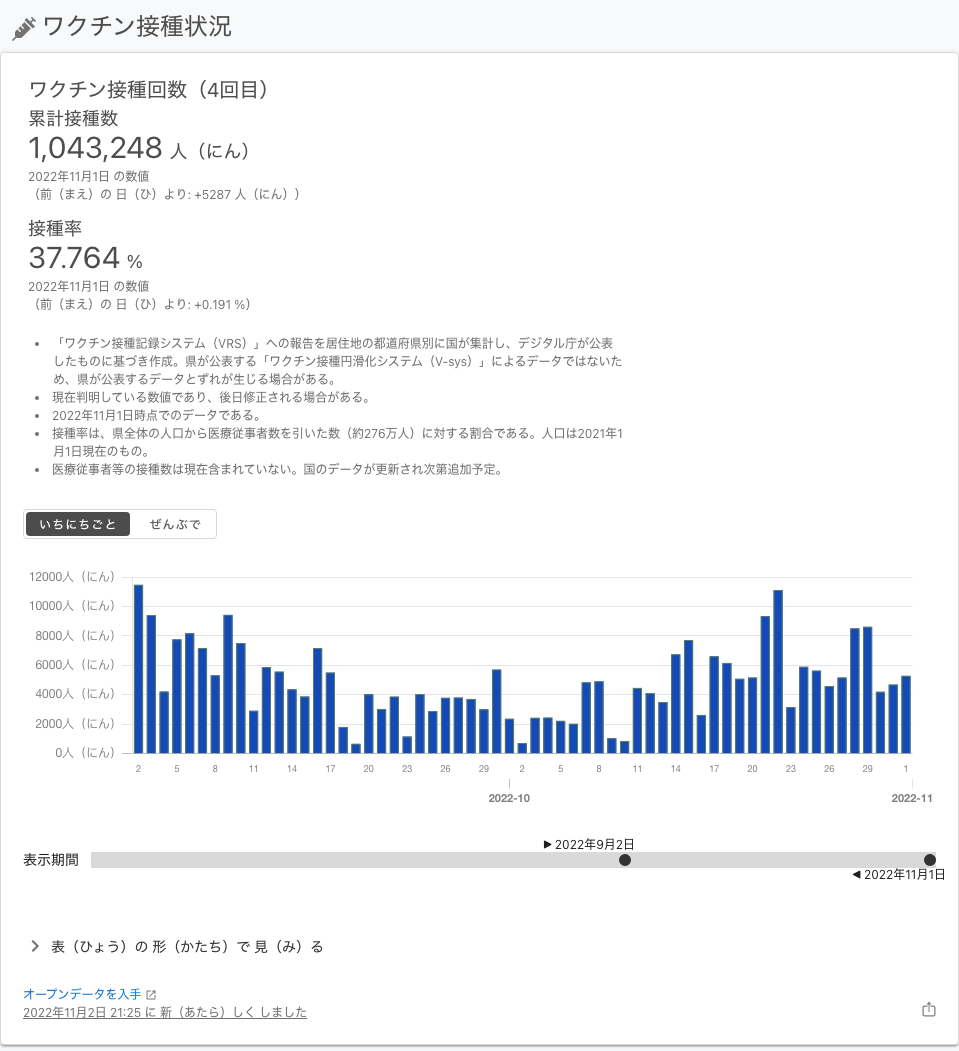 ワクチン接種状況
ワクチン接種回数（4回目）
累計接種数
1,043,248 人（にん）
2022年11月1日 の数値
（前（まえ）の 日（ひ）より: +5287 人（にん））
接種率
37.764 %
2022年11月1日 の数値
（前（まえ）の 日（ひ）より: +0.191 %）
• 「ワクチン接種記録システム（VRS）」への報告を居住地の都道府県別に国が集計し、デジタル庁が公表
したものに基づき作成。県が公表する「ワクチン接種円滑化システム（V-sys）」によるデータではないた
め、県が公表するデータとずれが生じる場合がある。
• 現在判明している数値であり、後日修正される場合がある。
• 2022年11月1日時点でのデータである。
• 接種率は、県全体の人口から医療従事者数を引いた数（約276万人）に対する割合である。人口は2021年1
月1日現在のもの。
• 医療従事者等の接種数は現在含まれていない。国のデータが更新され次第追加予定。
いちにちごと ぜんぶで
12000人（にん）
10000人（にん）
8000人（にん）
6000人（にん）
4000人（にん）
2000人（にん）
0人（にん）
2 5 8 11 14 17 20 23 26 29 2 5 8 11 14 17 20 23 26 29 1
2022-10 2022-11
▶ 2022年9月2日
表示期間
◀ 2022年11月1日
表（ひょう）の 形（かたち）で 見（み）る
オープンデータを入手
2022年11月2日 21:25 に 新（あたら）しく しました